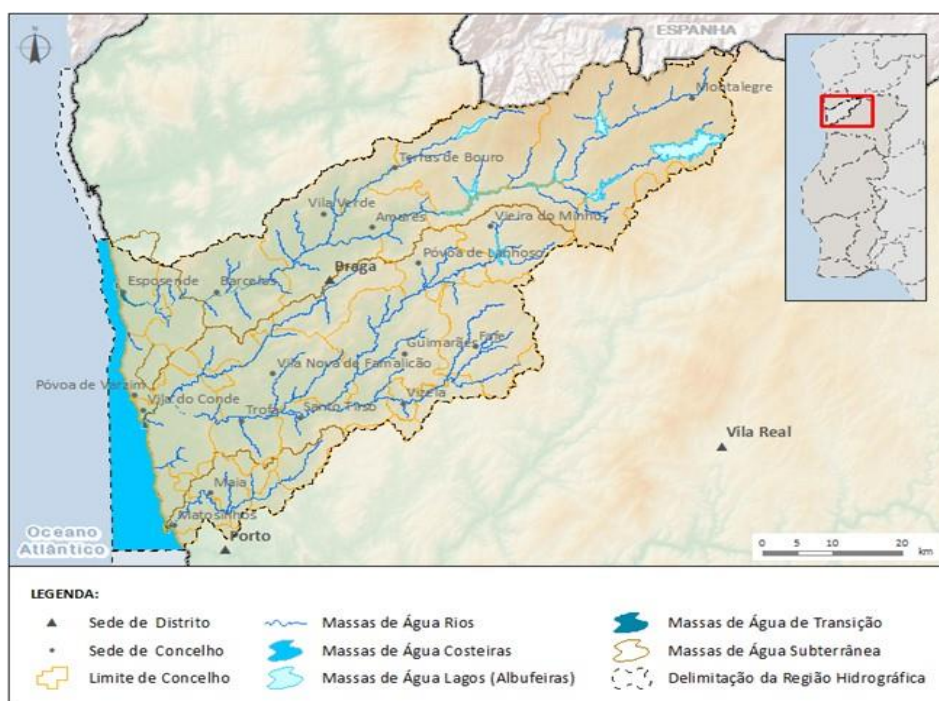 N
ESPANHA
Montalegre
Terras de Bouro
Vila Verde
Amares
Vieira do Minho
Póvoa de Lanhoso
Braga
Esposende
Barcelos
Guimarães
Fafe
Vila Nova de Famalicão
Póvoa de Varzim
Vila do Conde
Vizela
Trofa
Santo Tirso
Vila Real
Maia
Matosinhos
Porto
Oceano
Atlântico
0 5 10 20
km
LEGENDA:
Sede de Distrito
Massas de Água Rios
Massas de Água de Transição
Sede de Concelho
Massas de Água Costeiras
Massas de Água Subterrânea
Limite de Concelho
Massas de Água Lagos (Albufeiras)
Delimitação da Região Hidrográfica